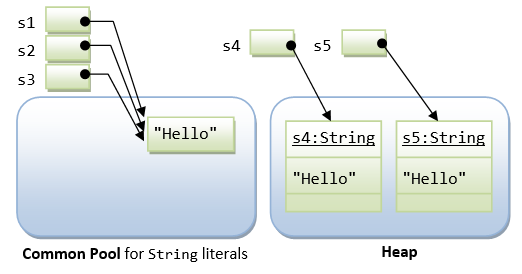 s1
s2
s3
s4
s5
"Hello"
s4:String
"Hello"
s5:String
"Hello"
Common Pool for String literals
Heap